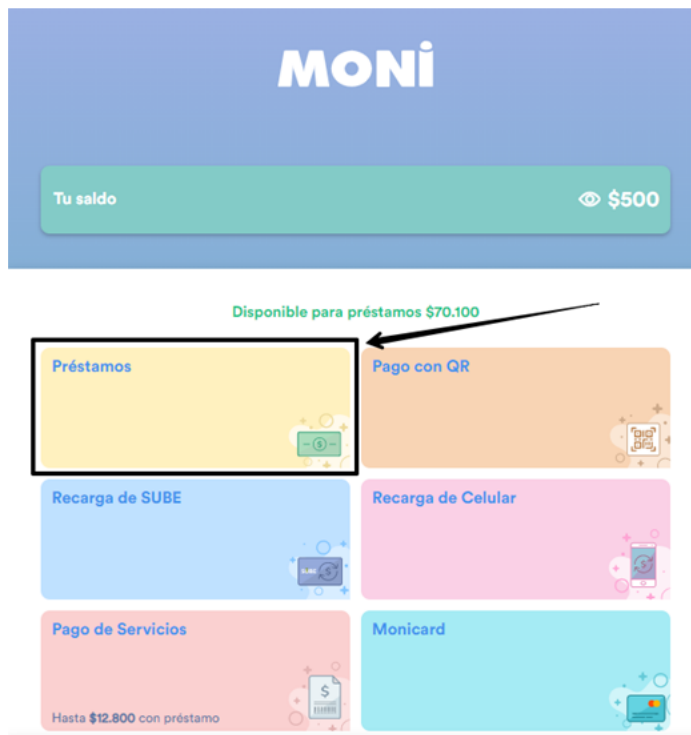 MONİ
Tu saldo
$500
Disponible para préstamos $70.100
Préstamos
Pago con QR
Recarga de SUBE
Recarga de Celular
SUBE
Pago de Servicios
Monicard
Hasta $12.800 con préstamo